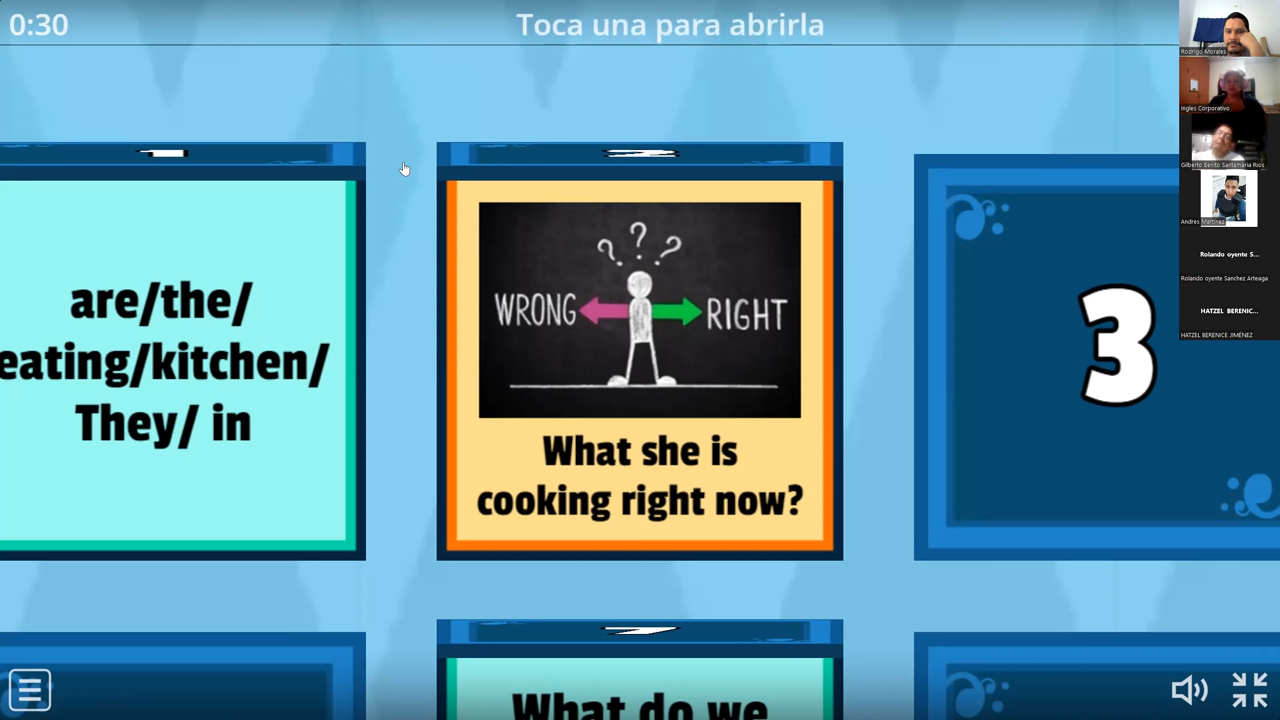 0:30
Toca una para abrirla
are/the/
eating/kitchen/
They/ in
WRONG
RIGHT
? ? ?
What she is
cooking right now?
3
What do we
Rodrigo Morales
Ingles Corporativo
Gilberto Benito Santamaria Rios
Andres Martinez
Rolando oyente S...
Rolando oyente Sanchez Arteaga
HATZEL BERENIC...
HATZEL BERENICE JIMÉNEZ